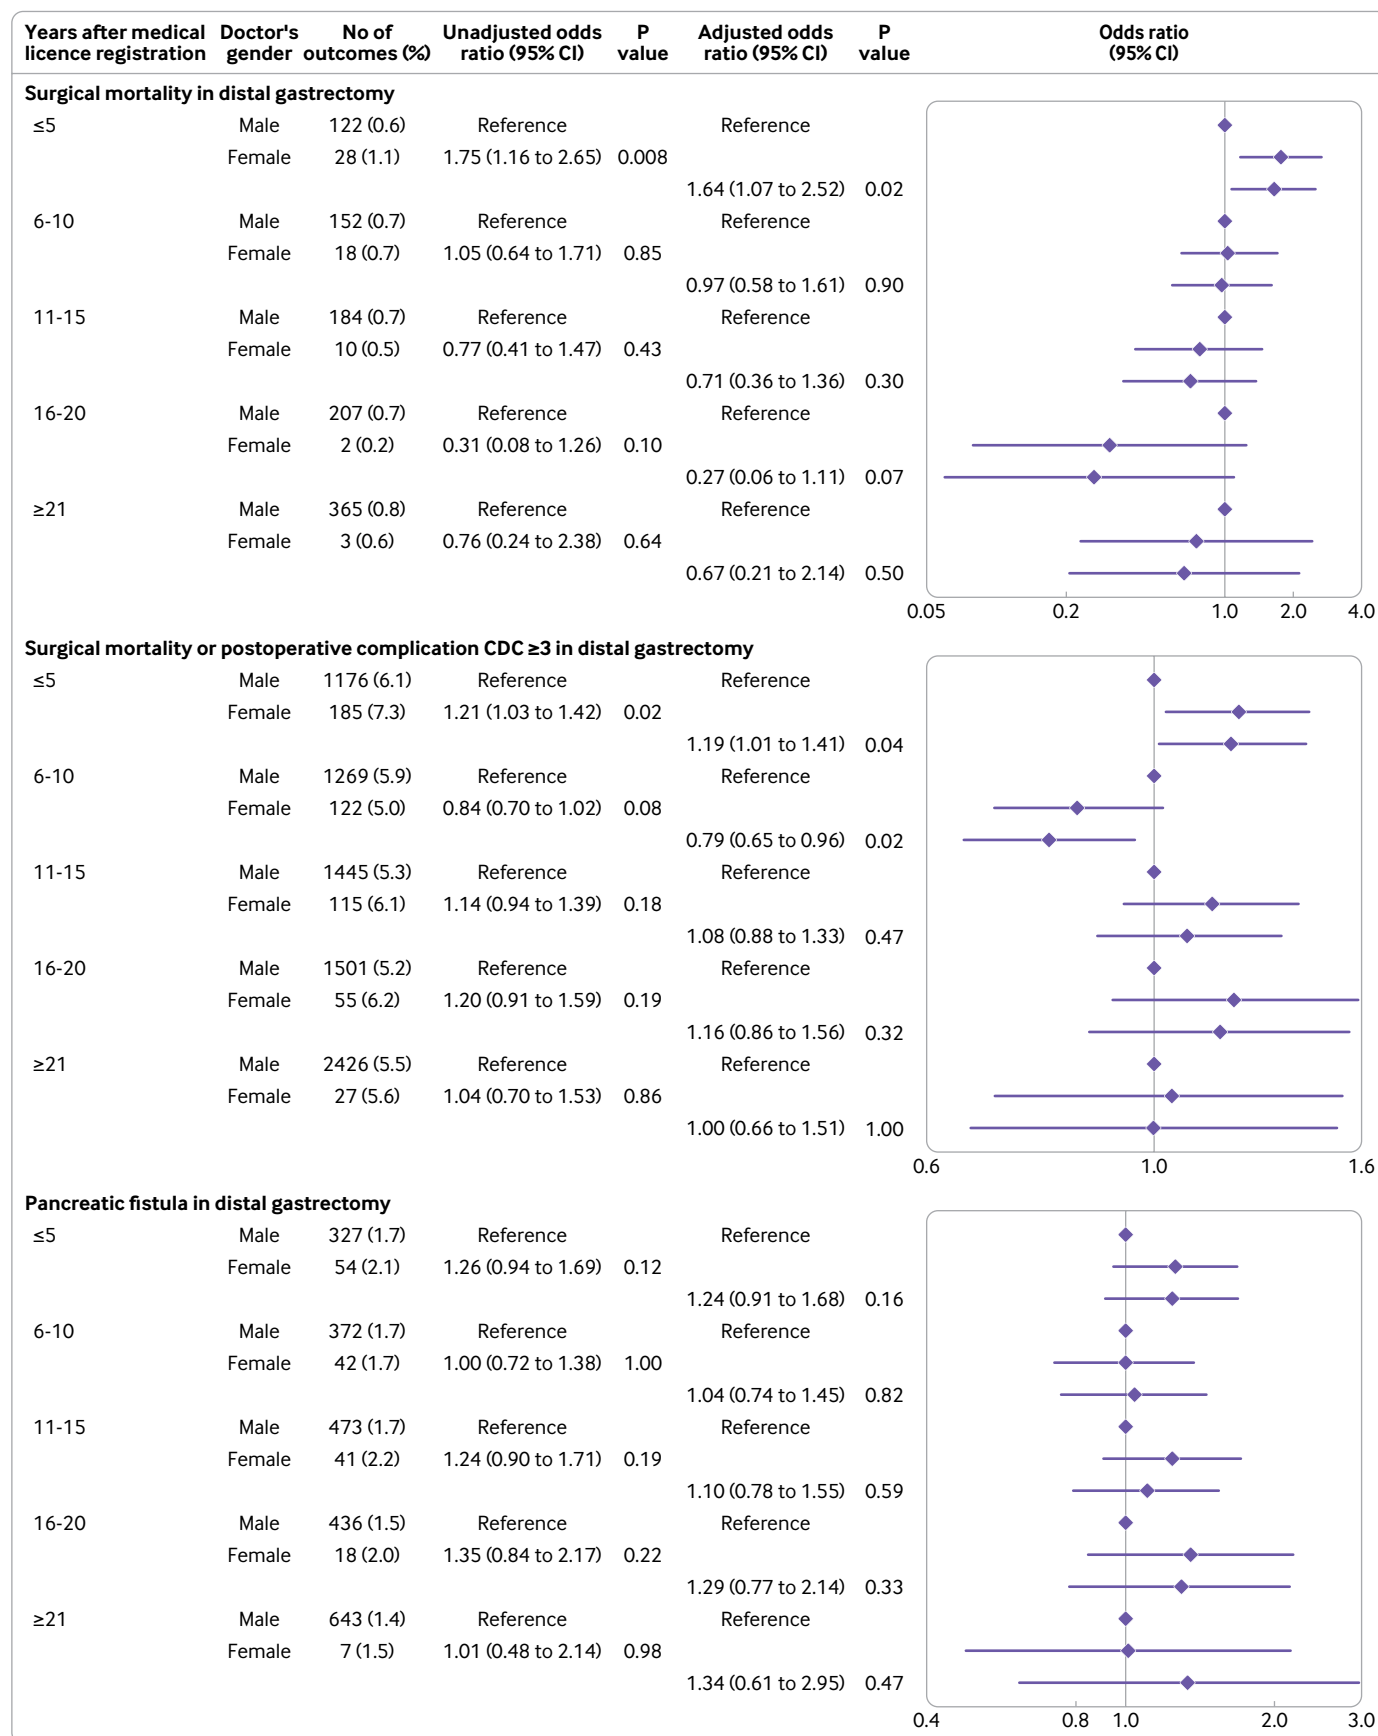 Years after medical licence registration Doctor's gender No of outcomes (%) Unadjusted odds ratio (95% CI) P value Adjusted odds ratio (95% CI) P value Odds ratio (95% CI)
Surgical mortality in distal gastrectomy
≤5 Male 122 (0.6) Reference Reference
Female 28 (1.1) 1.75 (1.16 to 2.65) 0.008
1.64 (1.07 to 2.52) 0.02
6-10 Male 152 (0.7) Reference Reference
Female 18 (0.7) 1.05 (0.64 to 1.71) 0.85
0.97 (0.58 to 1.61) 0.90
11-15 Male 184 (0.7) Reference Reference
Female 10 (0.5) 0.77 (0.41 to 1.47) 0.43
0.71 (0.36 to 1.36) 0.30
16-20 Male 207 (0.7) Reference Reference
Female 2 (0.2) 0.31 (0.08 to 1.26) 0.10
0.27 (0.06 to 1.11) 0.07
≥21 Male 365 (0.8) Reference Reference
Female 3 (0.6) 0.76 (0.24 to 2.38) 0.64
0.67 (0.21 to 2.14) 0.50
0.05 0.2 1.0 2.0 4.0
Surgical mortality or postoperative complication CDC ≥3 in distal gastrectomy
≤5 Male 1176 (6.1) Reference Reference
Female 185 (7.3) 1.21 (1.03 to 1.42) 0.02
1.19 (1.01 to 1.41) 0.04
6-10 Male 1269 (5.9) Reference Reference
Female 122 (5.0) 0.84 (0.70 to 1.02) 0.08
0.79 (0.65 to 0.96) 0.02
11-15 Male 1445 (5.3) Reference Reference
Female 115 (6.1) 1.14 (0.94 to 1.39) 0.18
1.08 (0.88 to 1.33) 0.47
16-20 Male 1501 (5.2) Reference Reference
Female 55 (6.2) 1.20 (0.91 to 1.59) 0.19
1.16 (0.86 to 1.56) 0.32
≥21 Male 2426 (5.5) Reference Reference
Female 27 (5.6) 1.04 (0.70 to 1.53) 0.86
1.00 (0.66 to 1.51) 1.00
0.6 1.0 1.6
Pancreatic fistula in distal gastrectomy
≤5 Male 327 (1.7) Reference Reference
Female 54 (2.1) 1.26 (0.94 to 1.69) 0.12
1.24 (0.91 to 1.68) 0.16
6-10 Male 372 (1.7) Reference Reference
Female 42 (1.7) 1.00 (0.72 to 1.38) 1.00
1.04 (0.74 to 1.45) 0.82
11-15 Male 473 (1.7) Reference Reference
Female 41 (2.2) 1.24 (0.90 to 1.71) 0.19
1.10 (0.78 to 1.55) 0.59
16-20 Male 436 (1.5) Reference Reference
Female 18 (2.0) 1.35 (0.84 to 2.17) 0.22
1.29 (0.77 to 2.14) 0.33
≥21 Male 643 (1.4) Reference Reference
Female 7 (1.5) 1.01 (0.48 to 2.14) 0.98
1.34 (0.61 to 2.95) 0.47
0.4 0.8 1.0 2.0 3.0